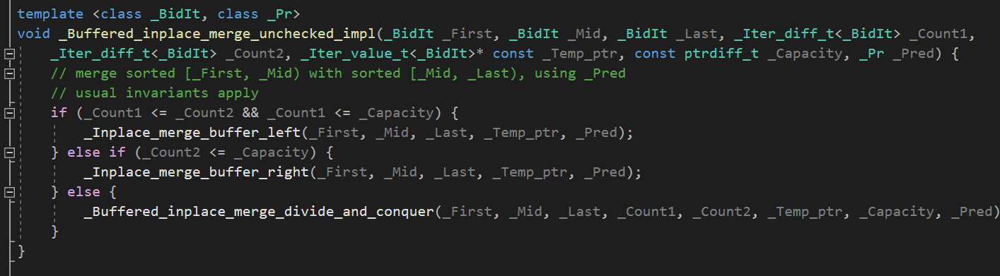 template <class _BidIt, class _Pr>
void _Buffered_inplace_merge_unchecked_impl(_BidIt _First, _BidIt _Mid, _BidIt _Last, _Iter_diff_t<_BidIt> _Count1,
    _Iter_diff_t<_BidIt> _Count2, _Iter_value_t<_BidIt>* const _Temp_ptr, const ptrdiff_t _Capacity, _Pr _Pred) {
    // merge sorted [_First, _Mid) with sorted [_Mid, _Last), using _Pred
    // usual invariants apply
    if (_Count1 <= _Count2 && _Count1 <= _Capacity) {
        _Inplace_merge_buffer_left(_First, _Mid, _Last, _Temp_ptr, _Pred);
    } else if (_Count2 <= _Capacity) {
        _Inplace_merge_buffer_right(_First, _Mid, _Last, _Temp_ptr, _Pred);
    } else {
        _Buffered_inplace_merge_divide_and_conquer(_First, _Mid, _Last, _Count1, _Count2, _Temp_ptr, _Capacity, _Pred)
    }
}